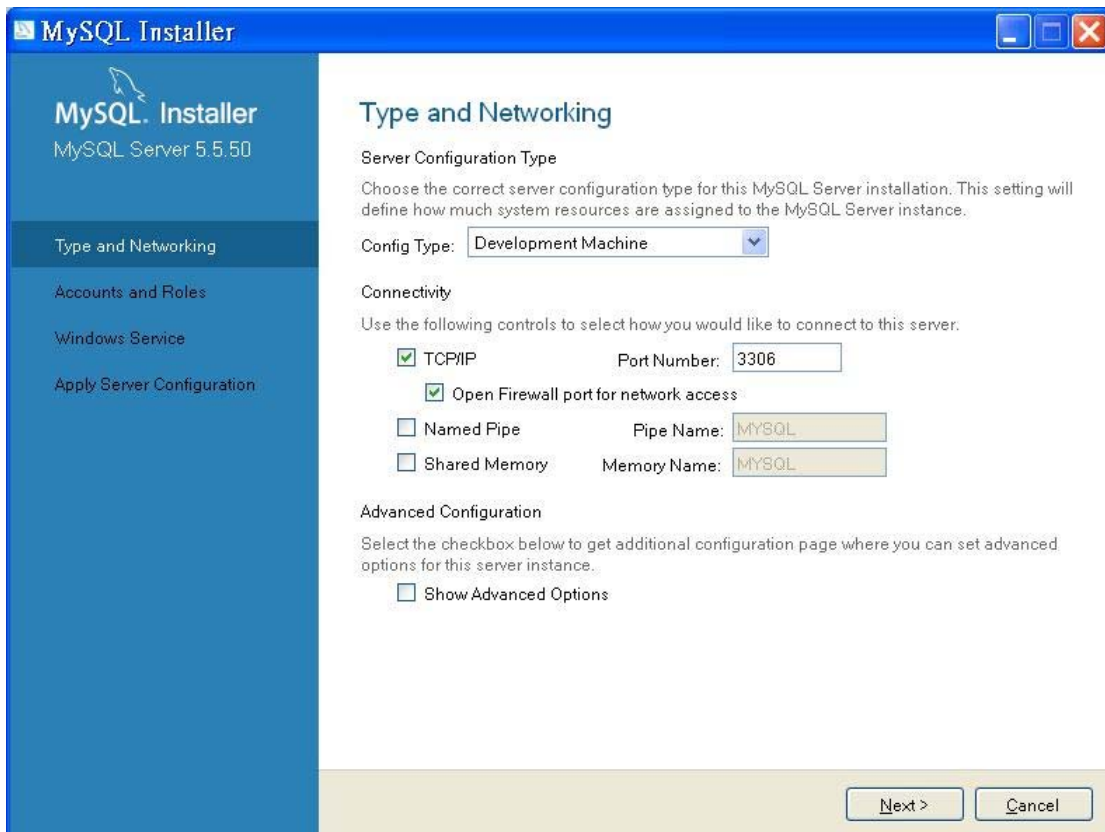 MySQL Installer
MySQL. Installer
MySQL Server 5.5.50
Type and Networking
Accounts and Roles
Windows Service
Apply Server Configuration
Type and Networking
Server Configuration Type
Choose the correct server configuration type for this MySQL Server installation. This setting will
define how much system resources are assigned to the MySQL Server instance.
Config Type: Development Machine
Connectivity
Use the following controls to select how you would like to connect to this server.
TCP/IP Port Number: 3306
Open Firewall port for network access
Named Pipe Pipe Name: MYSQL
Shared Memory Memory Name: MYSQL
Advanced Configuration
Select the checkbox below to get additional configuration page where you can set advanced
options for this server instance.
Show Advanced Options
Next > Cancel